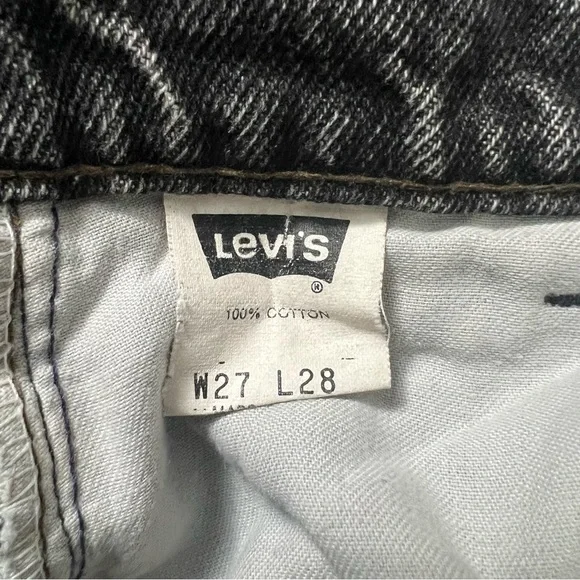 Levi's
®
100% COTTON
W27 L28